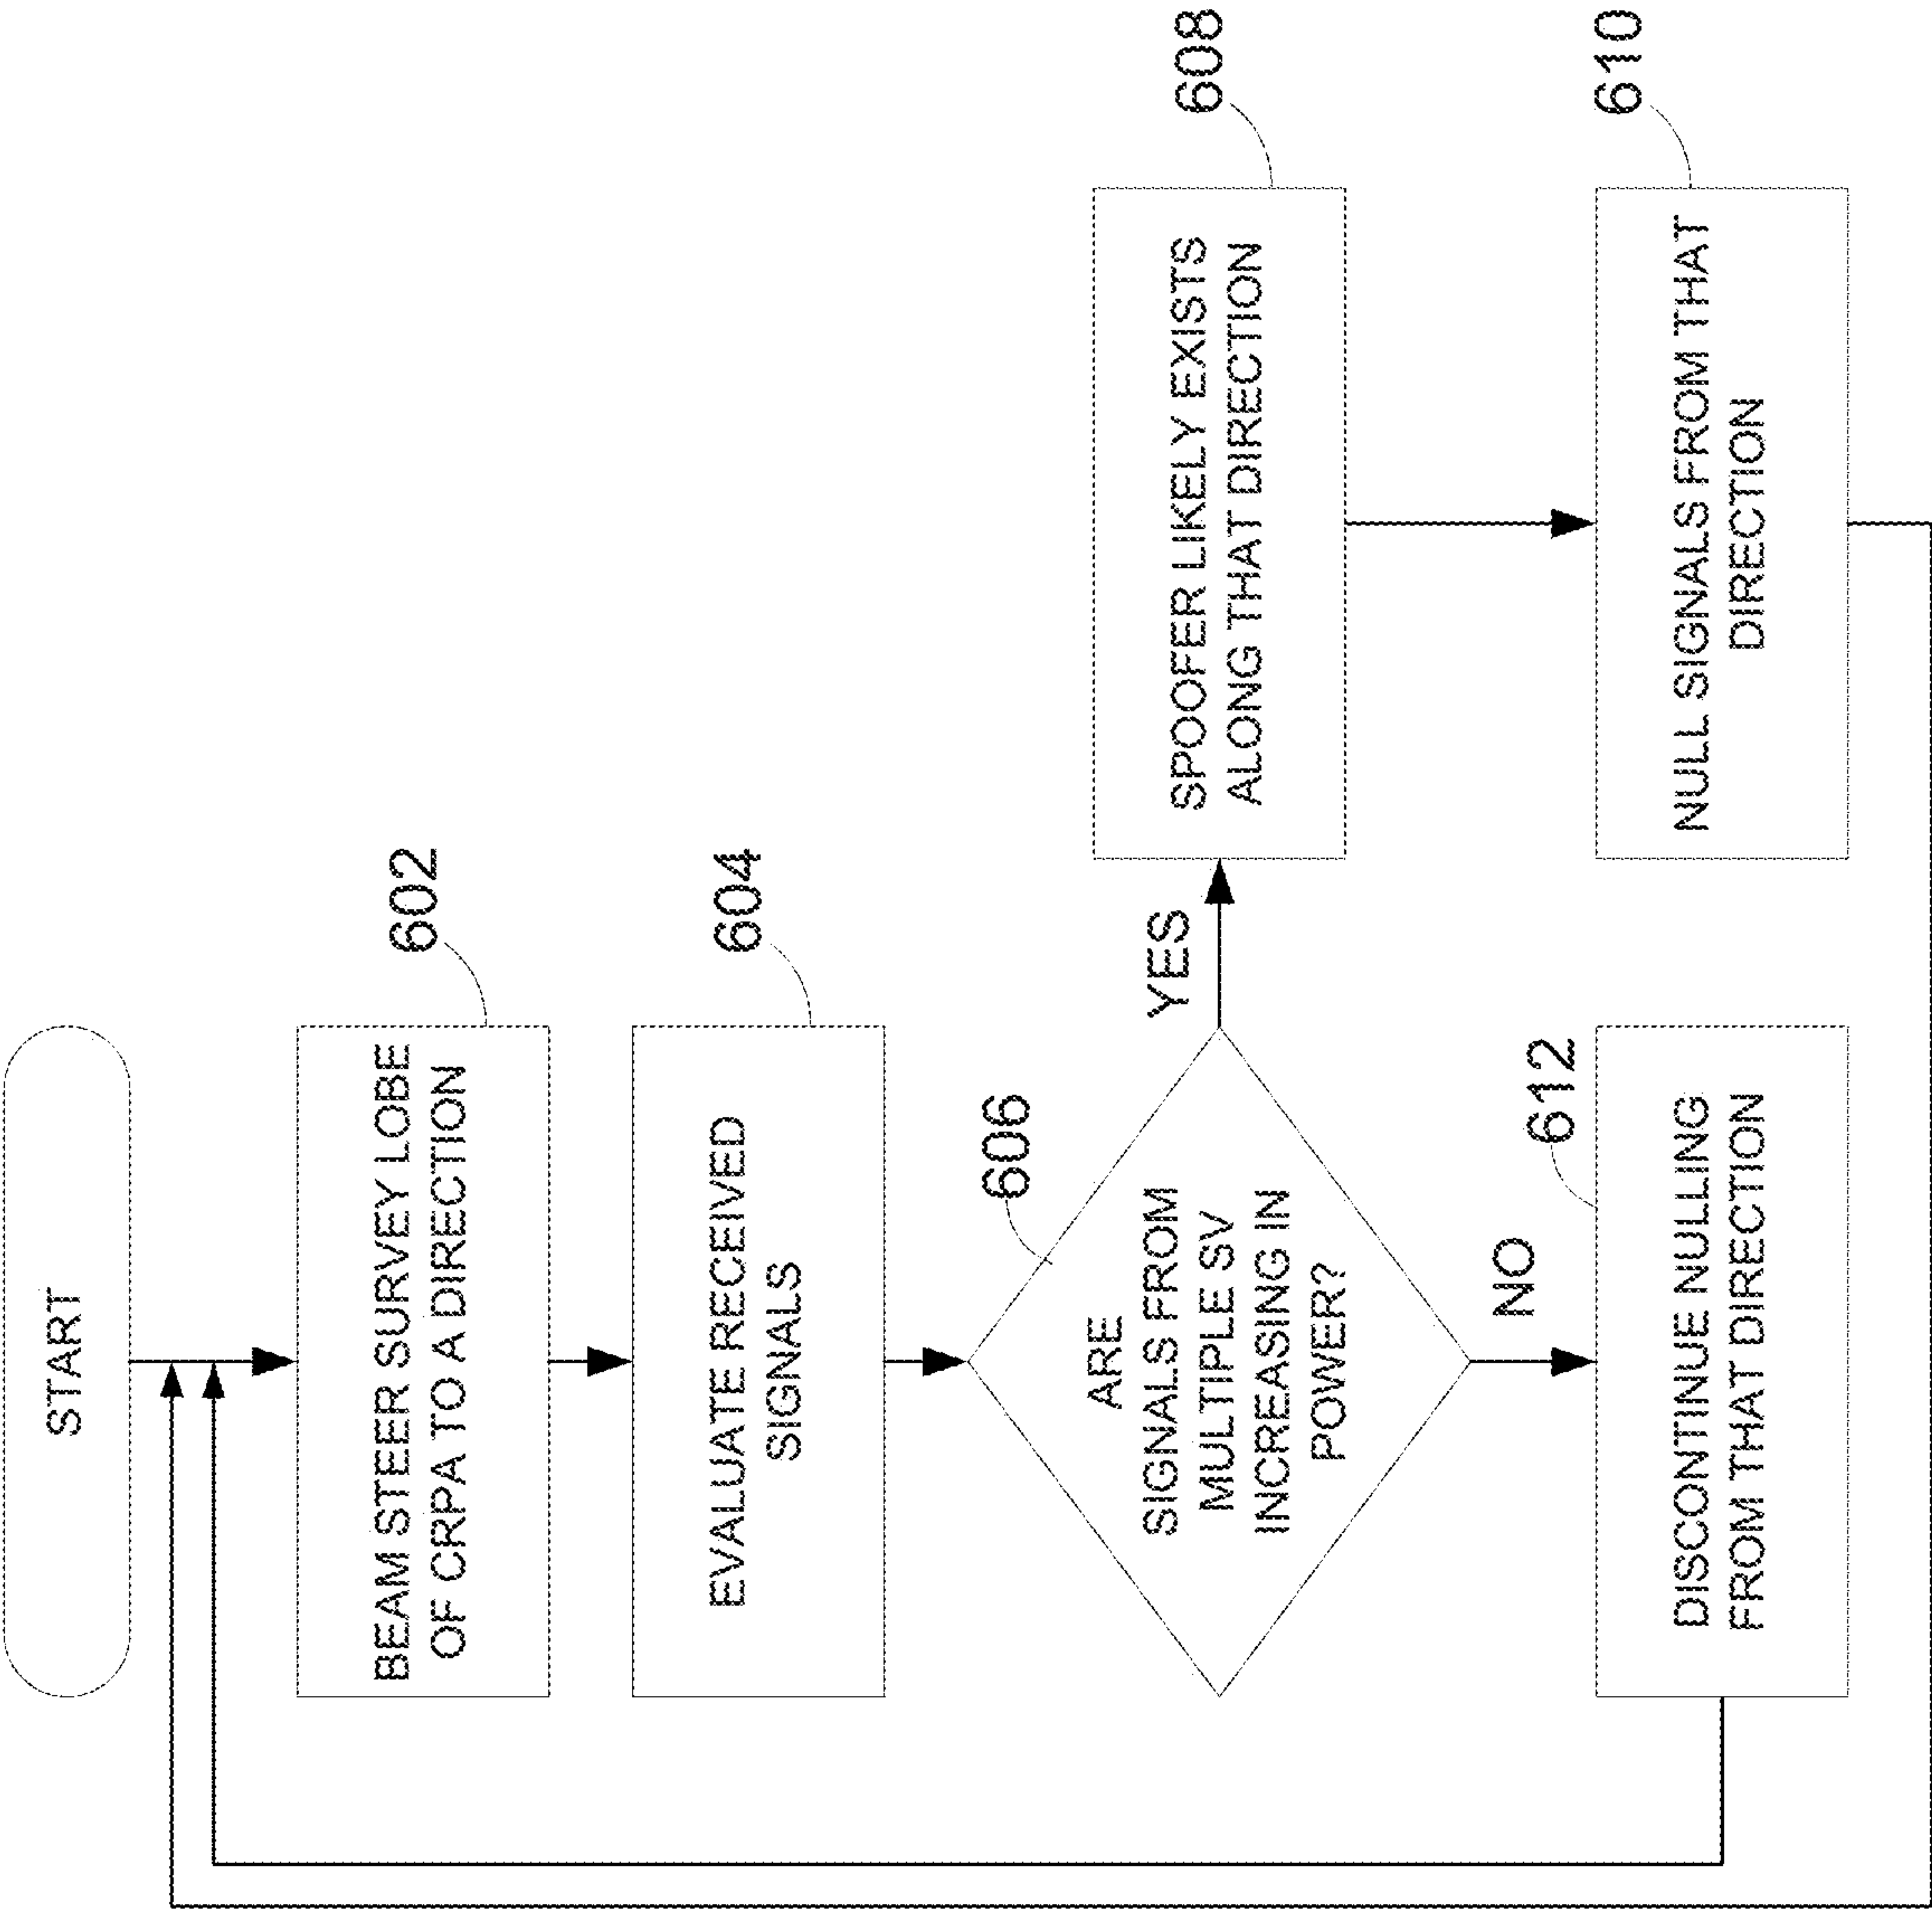 START
BEAM STEER SURVEY LOBE
OF CRPA TO A DIRECTION
602
EVALUATE RECEIVED
SIGNALS
604
ARE
SIGNALS FROM
MULTIPLE SV
INCREASING IN
POWER?
606
YES
SPOOFER LIKELY EXISTS
ALONG THAT DIRECTION
608
NO
DISCONTINUE NULLING
FROM THAT DIRECTION
612
NULL SIGNALS FROM THAT
DIRECTION
610